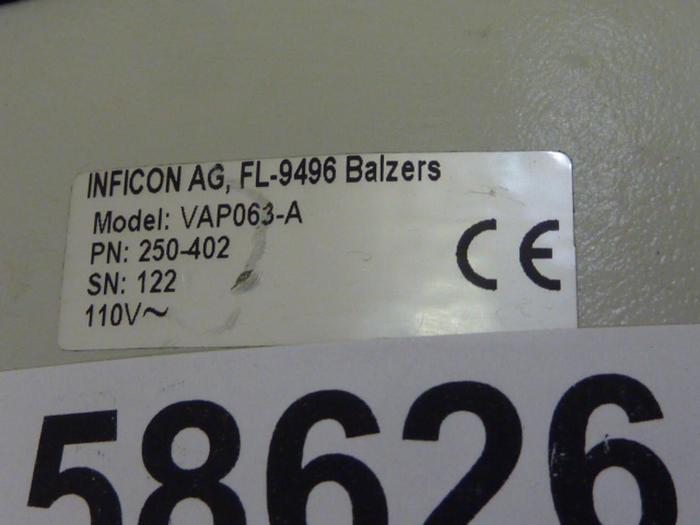 INFICON AG, FL-9496 Balzers
Model: VAP063-A
PN: 250-402
SN: 122
110V~
CE
58626